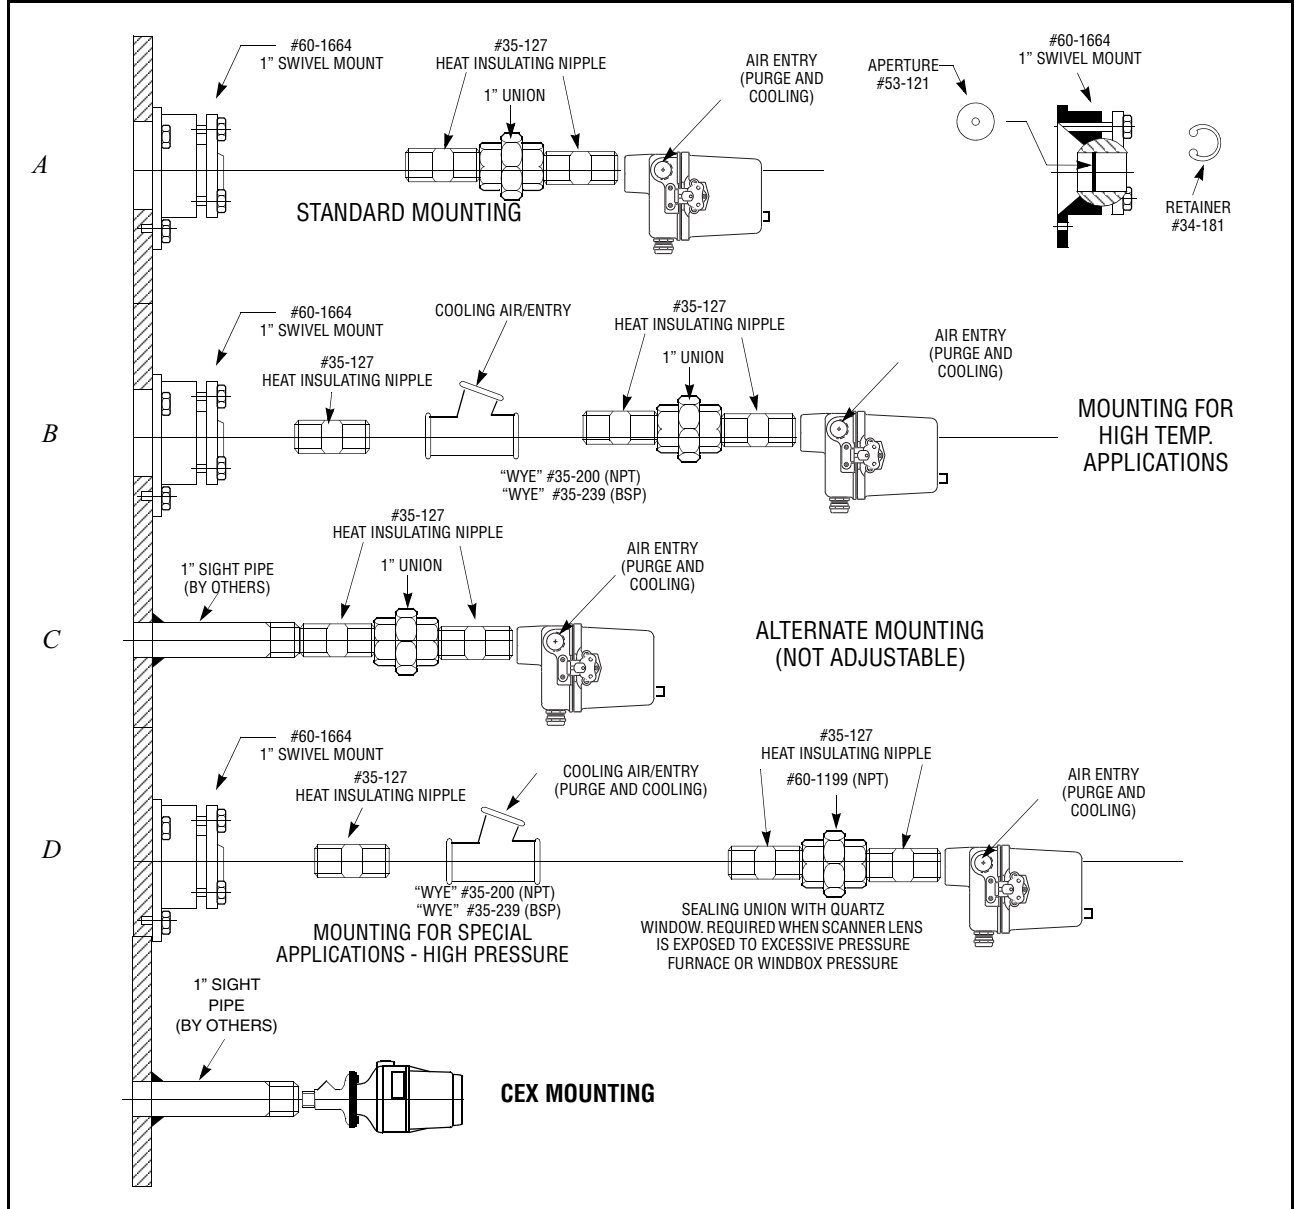 #60-1664
1” SWIVEL MOUNT
#35-127
HEAT INSULATING NIPPLE
1” UNION
AIR ENTRY
(PURGE AND
COOLING)
APERTURE
#53-121
#60-1664
1” SWIVEL MOUNT
RETAINER
#34-181
A
STANDARD MOUNTING
#60-1664
1” SWIVEL MOUNT
#35-127
HEAT INSULATING NIPPLE
COOLING AIR/ENTRY
#35-127
HEAT INSULATING NIPPLE
1” UNION
AIR ENTRY
(PURGE AND
COOLING)
B
“WYE” #35-200 (NPT)
“WYE” #35-239 (BSP)
MOUNTING FOR
HIGH TEMP.
APPLICATIONS
#35-127
HEAT INSULATING NIPPLE
1” SIGHT PIPE
(BY OTHERS)
1” UNION
AIR ENTRY
(PURGE AND
COOLING)
C
ALTERNATE MOUNTING
(NOT ADJUSTABLE)
#60-1664
1” SWIVEL MOUNT
#35-127
HEAT INSULATING NIPPLE
COOLING AIR/ENTRY
(PURGE AND COOLING)
#35-127
HEAT INSULATING NIPPLE
#60-1199 (NPT)
AIR ENTRY
(PURGE AND
COOLING)
D
“WYE” #35-200 (NPT)
“WYE” #35-239 (BSP)
MOUNTING FOR SPECIAL
APPLICATIONS - HIGH PRESSURE
SEALING UNION WITH QUARTZ
WINDOW. REQUIRED WHEN SCANNER LENS
IS EXPOSED TO EXCESSIVE PRESSURE
FURNACE OR WINDBOX PRESSURE
1” SIGHT
PIPE
(BY OTHERS)
CEX MOUNTING